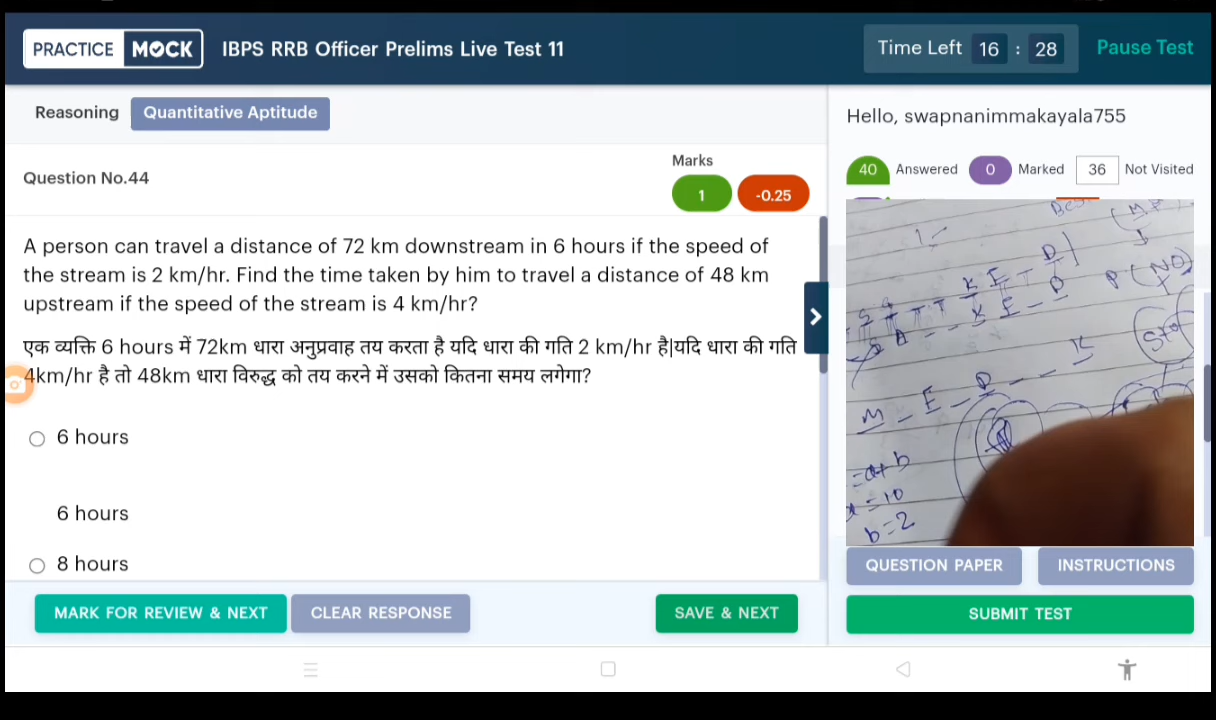 PRACTICE MOCK
IBPS RRB Officer Prelims Live Test 11
Time Left 16 : 28
Pause Test
Reasoning
Quantitative Aptitude
Hello, swapnanimmakayala755
Question No.44
Marks
1
-0.25
40 Answered
0 Marked
36 Not Visited
A person can travel a distance of 72 km downstream in 6 hours if the speed of
the stream is 2 km/hr. Find the time taken by him to travel a distance of 48 km
upstream if the speed of the stream is 4 km/hr?
एक व्यक्ति 6 hours में 72km धारा अनुप्रवाह तय करता है यदि धारा की गति 2 km/hr है|यदि धारा की गति
4km/hr है तो 48km धारा विरुद्ध को तय करने में उसको कितना समय लगेगा?
6 hours
6 hours
8 hours
P (NO)
M _ E _ D _ _ K
= a+b
= 10
b=2
MARK FOR REVIEW & NEXT
CLEAR RESPONSE
SAVE & NEXT
QUESTION PAPER
INSTRUCTIONS
SUBMIT TEST